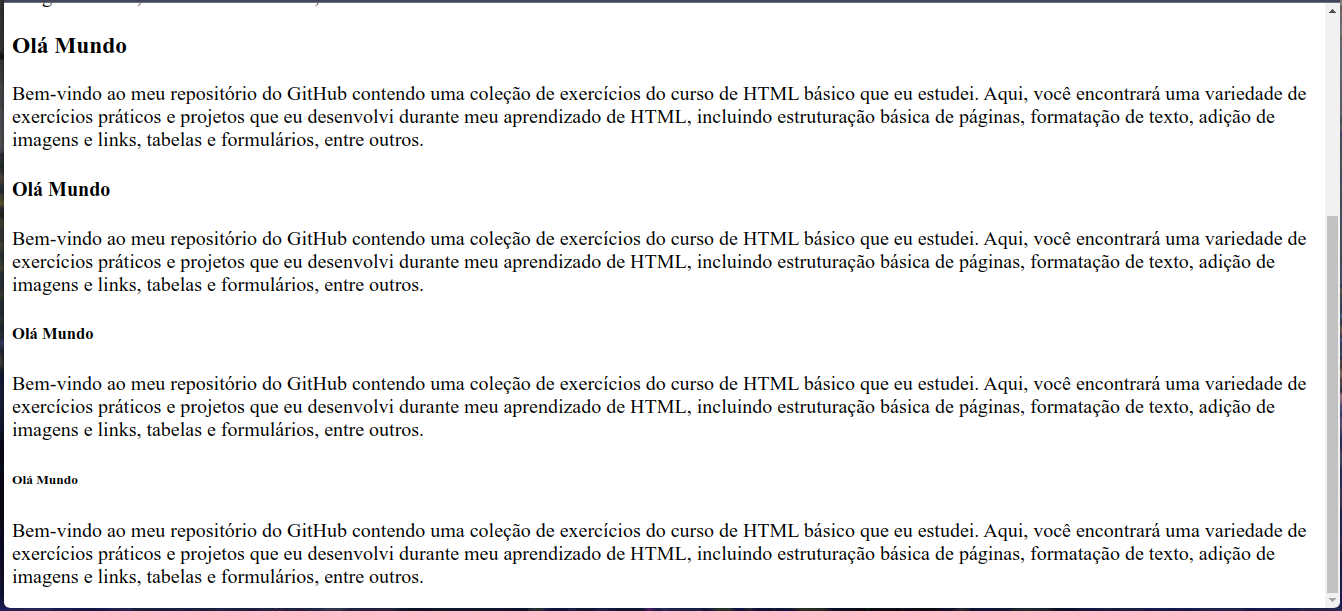 Olá Mundo
Bem-vindo ao meu repositório do GitHub contendo uma coleção de exercícios do curso de HTML básico que eu estudei. Aqui, você encontrará uma variedade de
exercícios práticos e projetos que eu desenvolvi durante meu aprendizado de HTML, incluindo estruturação básica de páginas, formatação de texto, adição de
imagens e links, tabelas e formulários, entre outros.
Olá Mundo
Bem-vindo ao meu repositório do GitHub contendo uma coleção de exercícios do curso de HTML básico que eu estudei. Aqui, você encontrará uma variedade de
exercícios práticos e projetos que eu desenvolvi durante meu aprendizado de HTML, incluindo estruturação básica de páginas, formatação de texto, adição de
imagens e links, tabelas e formulários, entre outros.
Olá Mundo
Bem-vindo ao meu repositório do GitHub contendo uma coleção de exercícios do curso de HTML básico que eu estudei. Aqui, você encontrará uma variedade de
exercícios práticos e projetos que eu desenvolvi durante meu aprendizado de HTML, incluindo estruturação básica de páginas, formatação de texto, adição de
imagens e links, tabelas e formulários, entre outros.
Olá Mundo
Bem-vindo ao meu repositório do GitHub contendo uma coleção de exercícios do curso de HTML básico que eu estudei. Aqui, você encontrará uma variedade de
exercícios práticos e projetos que eu desenvolvi durante meu aprendizado de HTML, incluindo estruturação básica de páginas, formatação de texto, adição de
imagens e links, tabelas e formulários, entre outros.